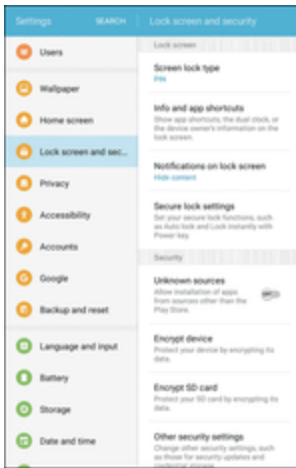 Settings
SEARCH
Users
Wallpaper
Home screen
Lock screen and sec...
Privacy
Accessibility
Accounts
Google
Backup and reset
Language and input
Battery
Storage
Date and time
Lock screen and security
Lock screen
Screen lock type
PIN
Info and app shortcuts
Show app shortcuts, the dual clock, or
the device owner's information on the
lock screen.
Notifications on lock screen
Hide content
Secure lock settings
Set your secure lock functions, such
as Auto lock and Lock instantly with
Power key.
Security
Unknown sources
Allow installation of apps
from sources other than the
Play Store.
Encrypt device
Protect your device by encrypting its
data.
Encrypt SD card
Protect your SD card by encrypting its
data.
Other security settings
Change other security settings, such
as those for security updates and
credential storage.